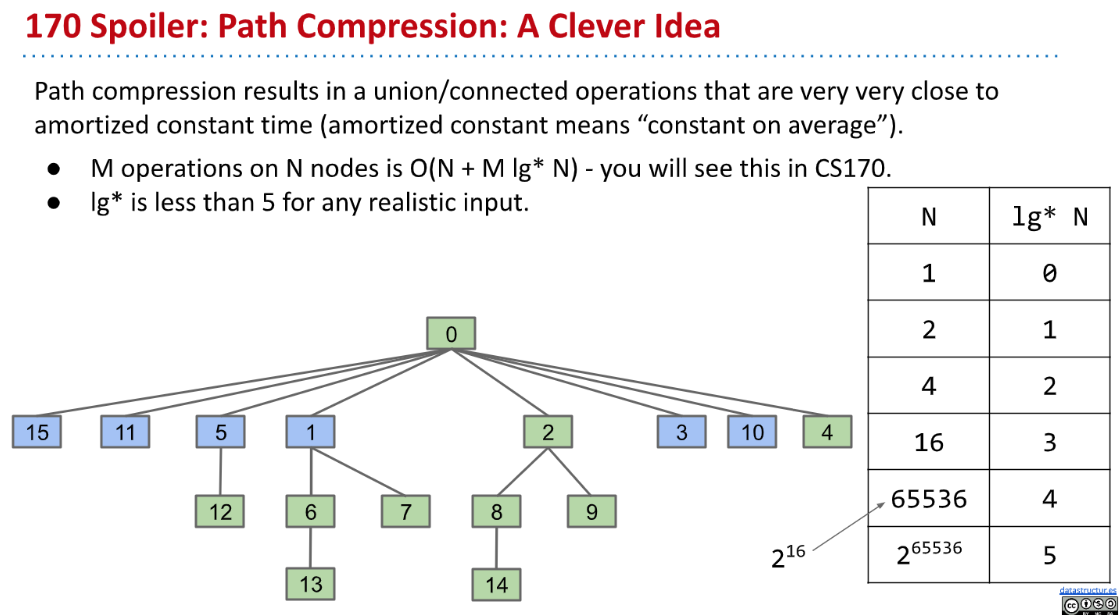 170 Spoiler: Path Compression: A Clever Idea
Path compression results in a union/connected operations that are very very close to
amortized constant time (amortized constant means “constant on average”).
● M operations on N nodes is O(N + M lg* N) - you will see this in CS170.
● lg* is less than 5 for any realistic input.
N lg* N
1 0
2 1
4 2
16 3
65536 4
2^65536 5
2^16
0
15 11 5 1 2 3 10 4
12 6 7 8 9
13 14
datastructur.es